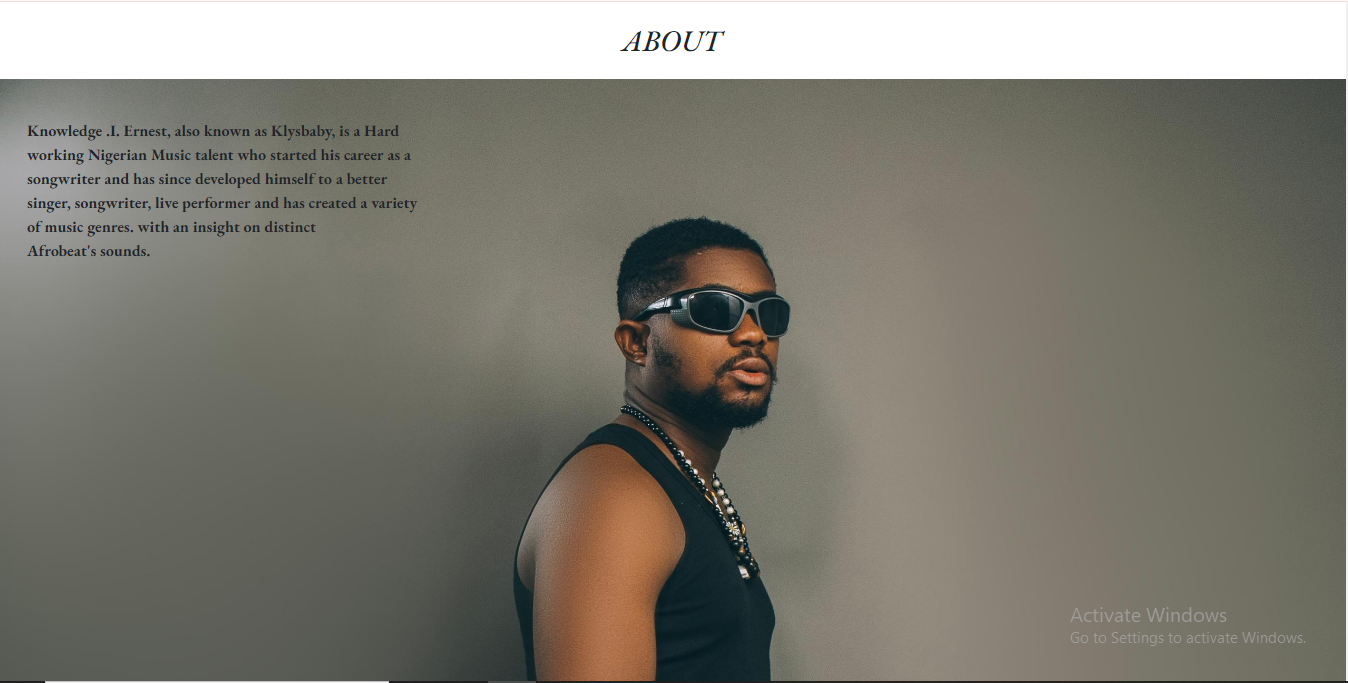 ABOUT
Knowledge .I. Ernest, also known as Klysbaby, is a Hard
working Nigerian Music talent who started his career as a
songwriter and has since developed himself to a better
singer, songwriter, live performer and has created a variety
of music genres. with an insight on distinct
Afrobeat's sounds.
Activate Windows
Go to Settings to activate Windows.